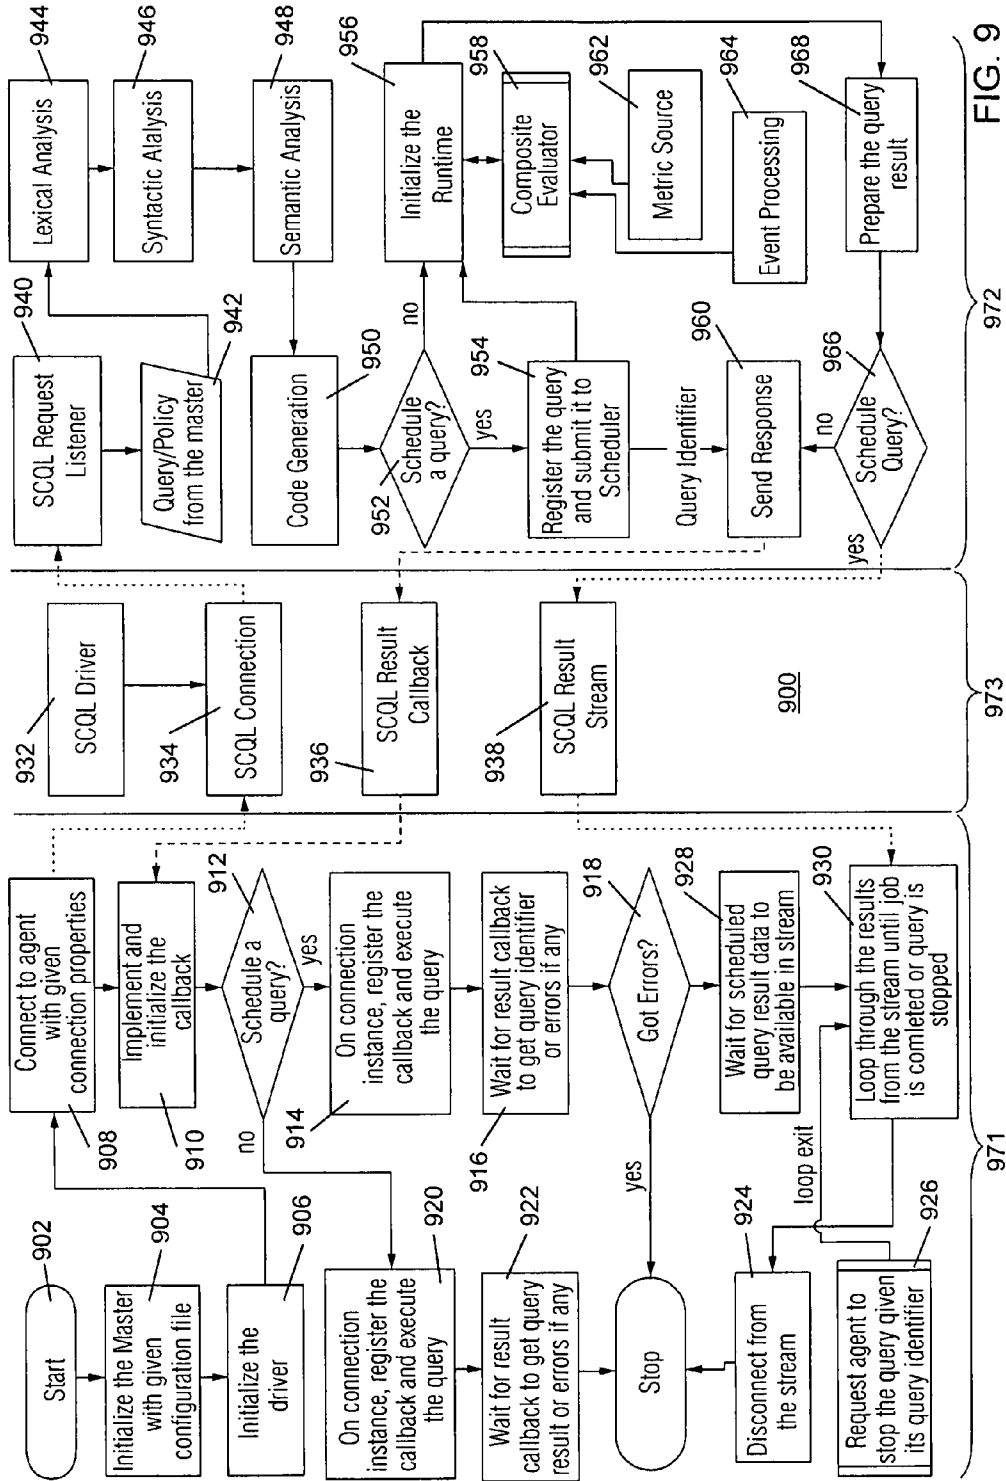 902
Start
904
Initialize the Master
with given
configuration file
906
Initialize the
driver
908
Connect to agent
with given
connection properties
910
Implement and
initialize the
callback
912
Schedule a
query?
no
yes
914
On connection
instance, register the
callback and execute
the query
916
Wait for result callback
to get query identifier
or errors if any
918
Got Errors?
yes
920
On connection
instance, register the
callback and execute
the query
922
Wait for result
callback to get query
result or errors if any
Stop
924
Disconnect from
the stream
926
Request agent to
stop the query given
its query identifier
928
Wait for scheduled
query result data to
be available in stream
930
Loop through the results
from the stream until job
is comleted or query is
stopped
loop exit
971
932
SCQL Driver
934
SCQL Connection
936
SCQL Result
Callback
938
SCQL Result
Stream
900
973
940
SCQL Request
Listener
942
Query/Policy
from the master
944
Lexical Analysis
946
Syntactic Alalysis
948
Semantic Analysis
950
Code Generation
952
Schedule
a query?
no
yes
954
Register the query
and submit it to
Scheduler
Query Identifier
956
Initialize the
Runtime
958
Composite
Evaluator
962
Metric Source
964
Event Processing
960
Send Response
no
966
Schedule
Query?
yes
968
Prepare the query
result
972
FIG. 9